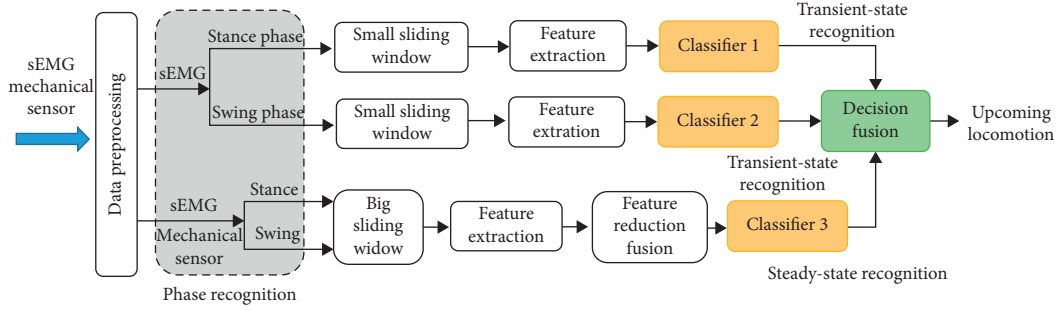 sEMG
mechanical
sensor
Data preprocessing
sEMG
Stance phase
Swing phase
sEMG
Mechanical
sensor
Stance
Swing
Phase recognition
Small sliding
window
Feature
extraction
Classifier 1
Transient-state
recognition
Small sliding
window
Feature
extration
Classifier 2
Transient-state
recognition
Big
sliding
widow
Feature
extraction
Feature
reduction
fusion
Classifier 3
Steady-state recognition
Decision
fusion
Upcoming
locomotion